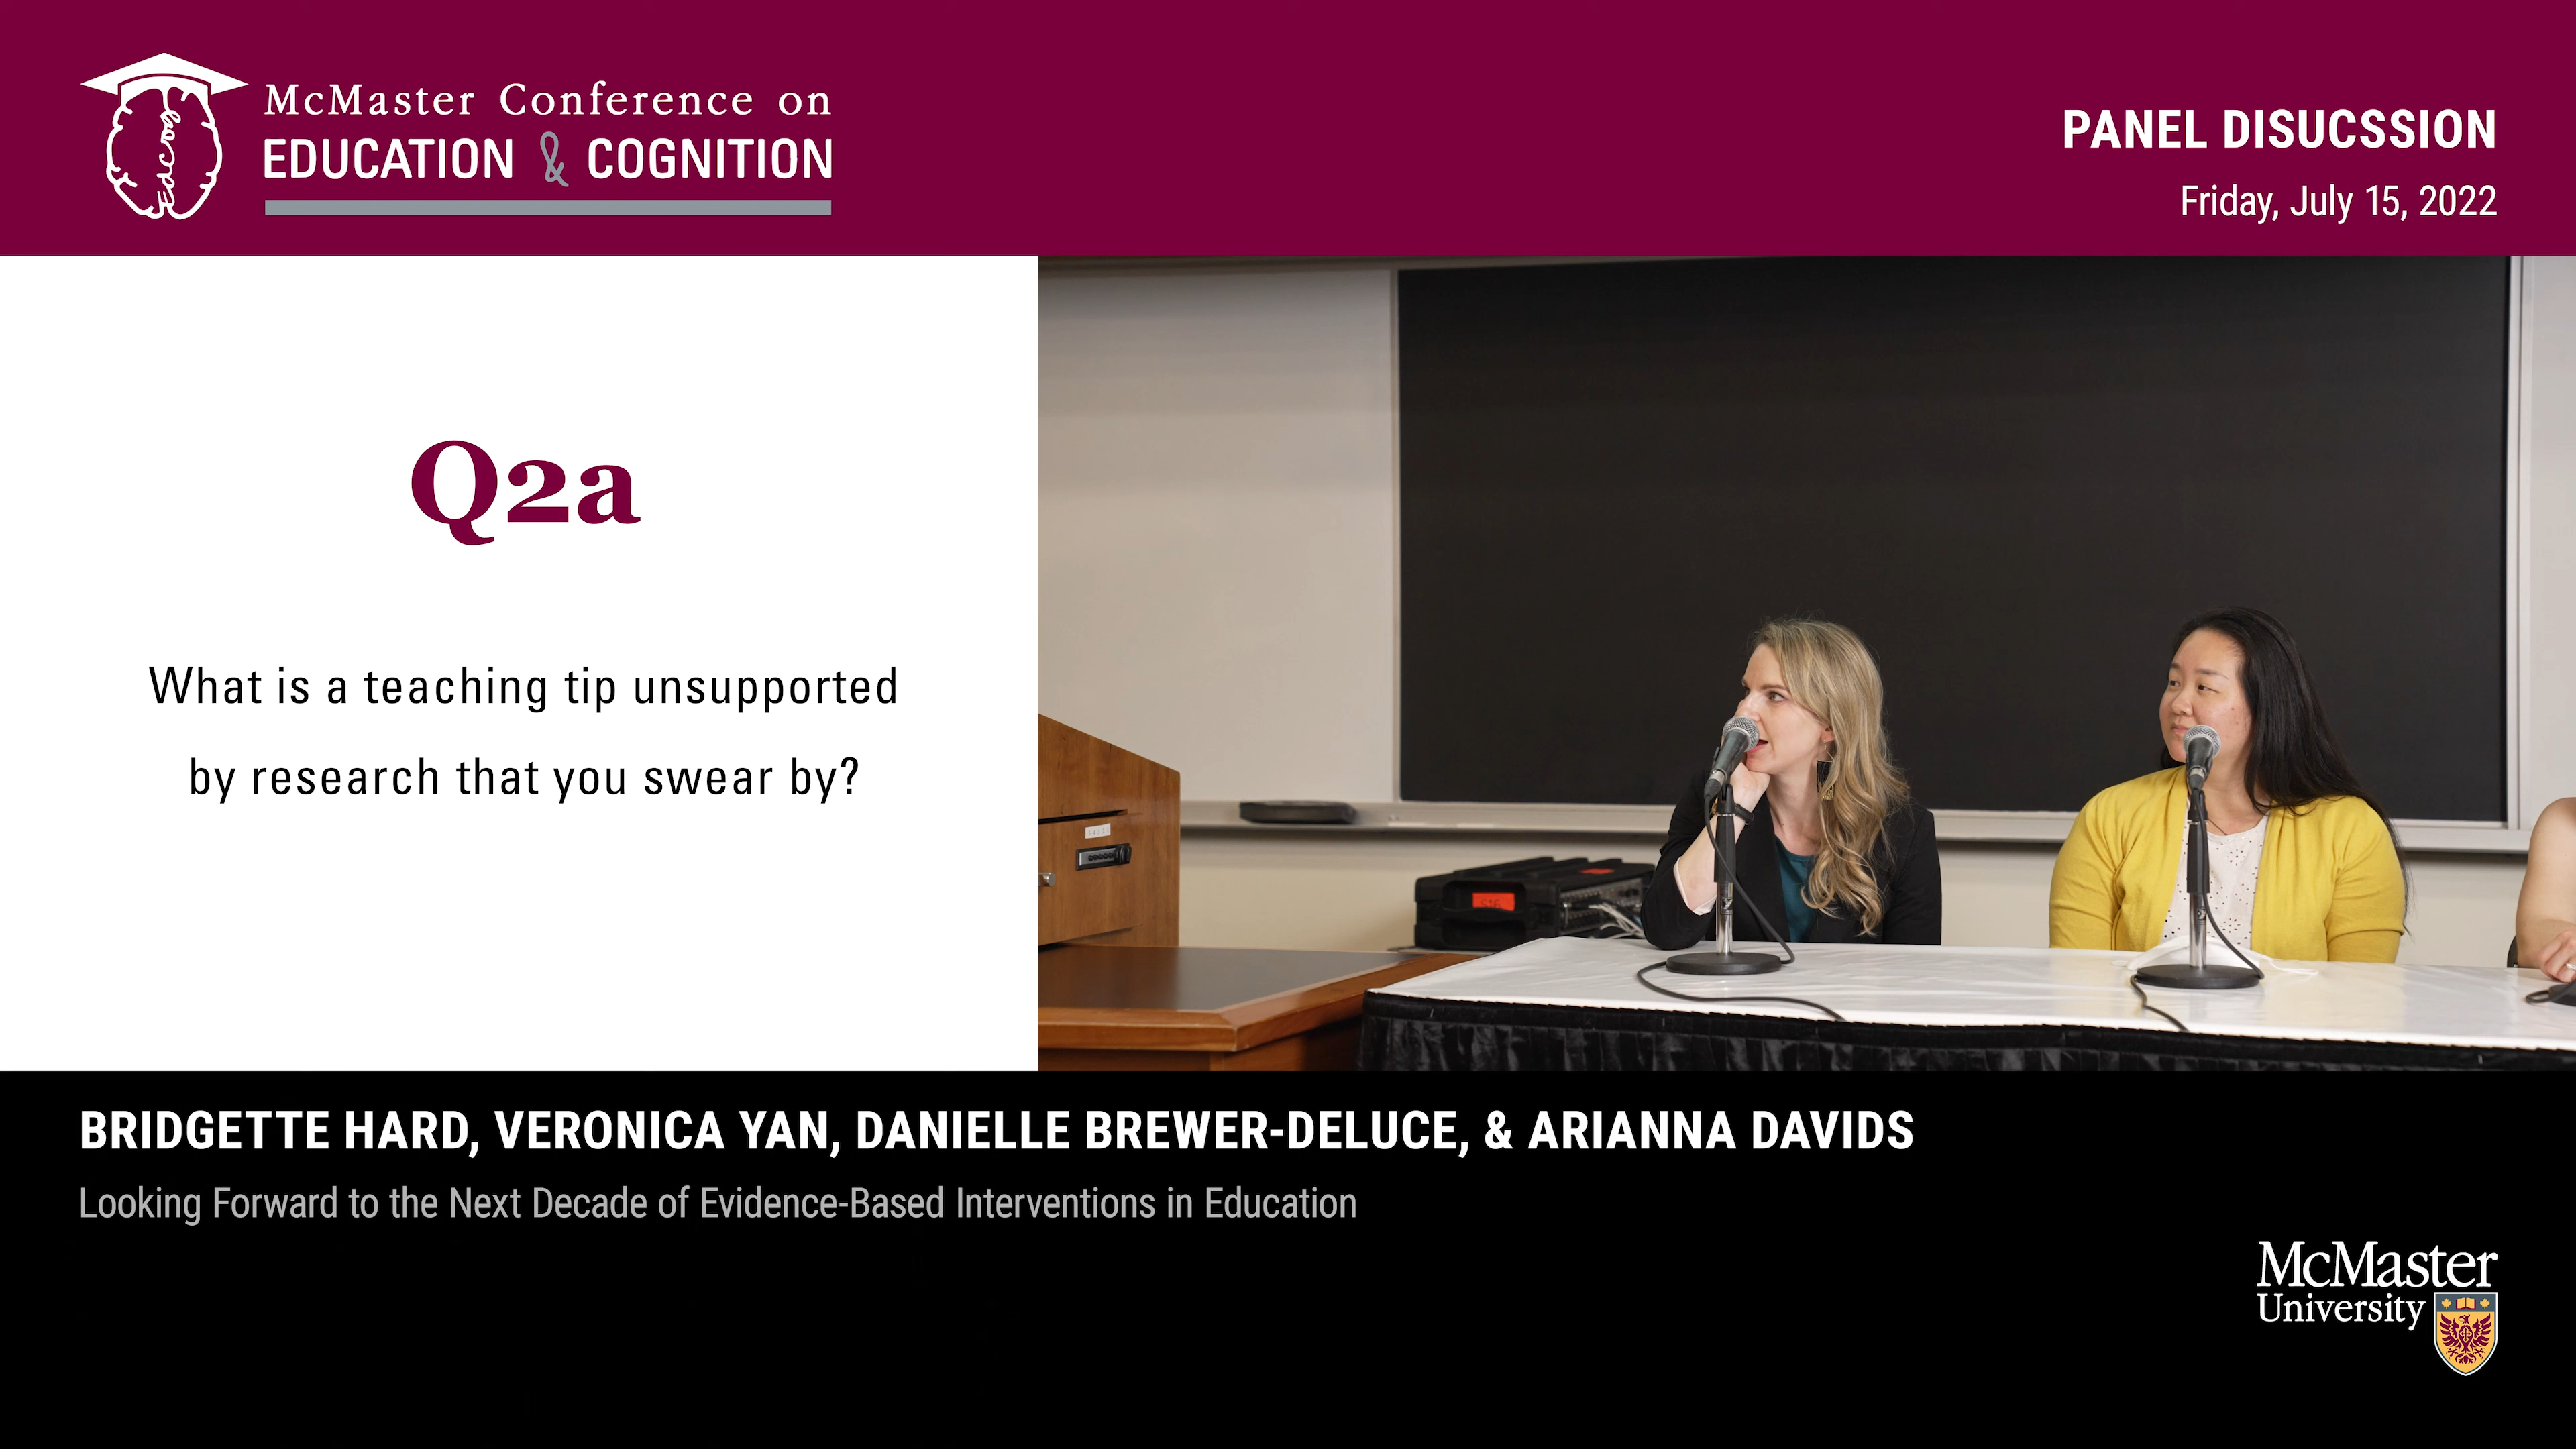 McMaster Conference on
EDUCATION & COGNITION
EdCog
PANEL DISUCSSION
Friday, July 15, 2022
Q2a
What is a teaching tip unsupported
by research that you swear by?
BRIDGETTE HARD, VERONICA YAN, DANIELLE BREWER-DELUCE, & ARIANNA DAVIDS
Looking Forward to the Next Decade of Evidence-Based Interventions in Education
McMaster
University